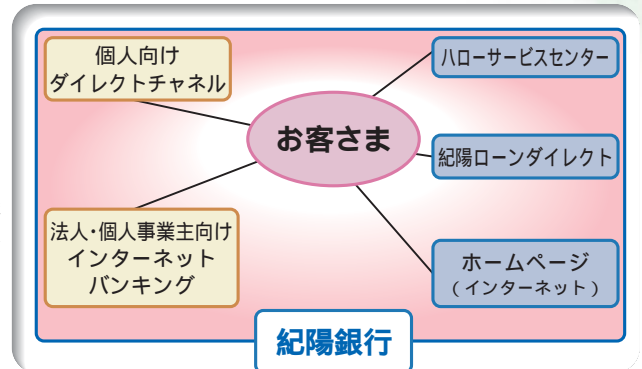 個人向け
ダイレクトチャネル
ハローサービスセンター
お客さま
紀陽ローンダイレクト
法人・個人事業主向け
インターネット
バンキング
ホームページ
（インターネット）
紀陽銀行